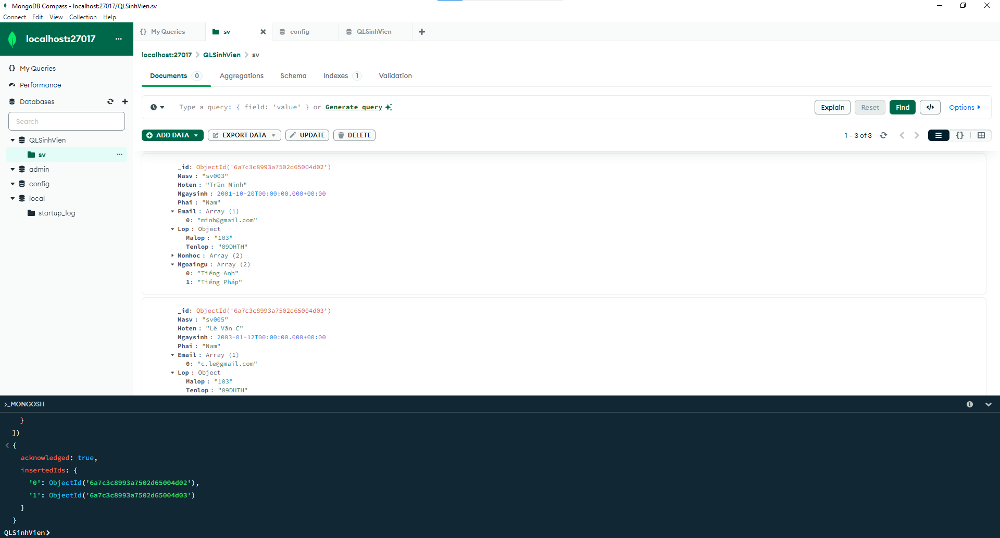 MongoDB Compass - localhost:27017/QLSinhVien.sv
Connect Edit View Collection Help
localhost:27017 ...
My Queries
Performance
Databases
Search
QLSinhVien
sv ...
admin
config
local
startup_log
{} My Queries sv config QLSinhVien
localhost:27017 > QLSinhVien > sv
Documents 0 Aggregations Schema Indexes 1 Validation
Type a query: { field: 'value' } or Generate query
Explain Reset Find </> Options
ADD DATA EXPORT DATA UPDATE DELETE
1 – 3 of 3 {}
_id: ObjectId('6a7c3c8993a7502d65004d02')
Masv : "sv003"
Hoten : "Trần Minh"
Ngaysinh : 2001-10-20T00:00:00.000+00:00
Phai : "Nam"
Email : Array (1)
0: "minh@gmail.com"
Lop : Object
Malop : "103"
Tenlop : "09DHTH"
Monhoc : Array (2)
Ngoaingu : Array (2)
0: "Tiếng Anh"
1: "Tiếng Pháp"
_id: ObjectId('6a7c3c8993a7502d65004d03')
Masv : "sv005"
Hoten : "Lê Văn C"
Ngaysinh : 2003-01-12T00:00:00.000+00:00
Phai : "Nam"
Email : Array (1)
0: "c.le@gmail.com"
Lop : Object
Malop : "103"
Tenlop : "09DHTH"
>_MONGOSH
}
])
< {
acknowledged: true,
insertedIds: {
'0': ObjectId('6a7c3c8993a7502d65004d02'),
'1': ObjectId('6a7c3c8993a7502d65004d03')
}
}
QLSinhVien>